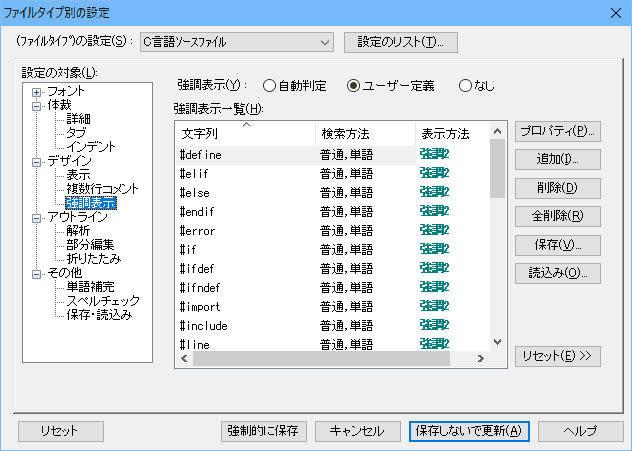 ファイルタイプ別の設定
(ファイルタイプ)の設定(S): C言語ソースファイル 設定のリスト(T)...
設定の対象(L):
フォント
体裁
詳細
タブ
インデント
デザイン
表示
複数行コメント
強調表示
アウトライン
解析
部分編集
折りたたみ
その他
単語補完
スペルチェック
保存・読込み
強調表示(Y): 自動判定 ユーザー定義 なし
強調表示一覧(H):
文字列 検索方法 表示方法
#define 普通,単語 強調2
#elif 普通,単語 強調2
#else 普通,単語 強調2
#endif 普通,単語 強調2
#error 普通,単語 強調2
#if 普通,単語 強調2
#ifdef 普通,単語 強調2
#ifndef 普通,単語 強調2
#import 普通,単語 強調2
#include 普通,単語 強調2
#line 普通,単語 強調2
プロパティ(P)...
追加(I)...
削除(D)
全削除(R)
保存(V)...
読込み(O)...
リセット(E) >>
リセット 強制的に保存 キャンセル 保存しないで更新(A) ヘルプ